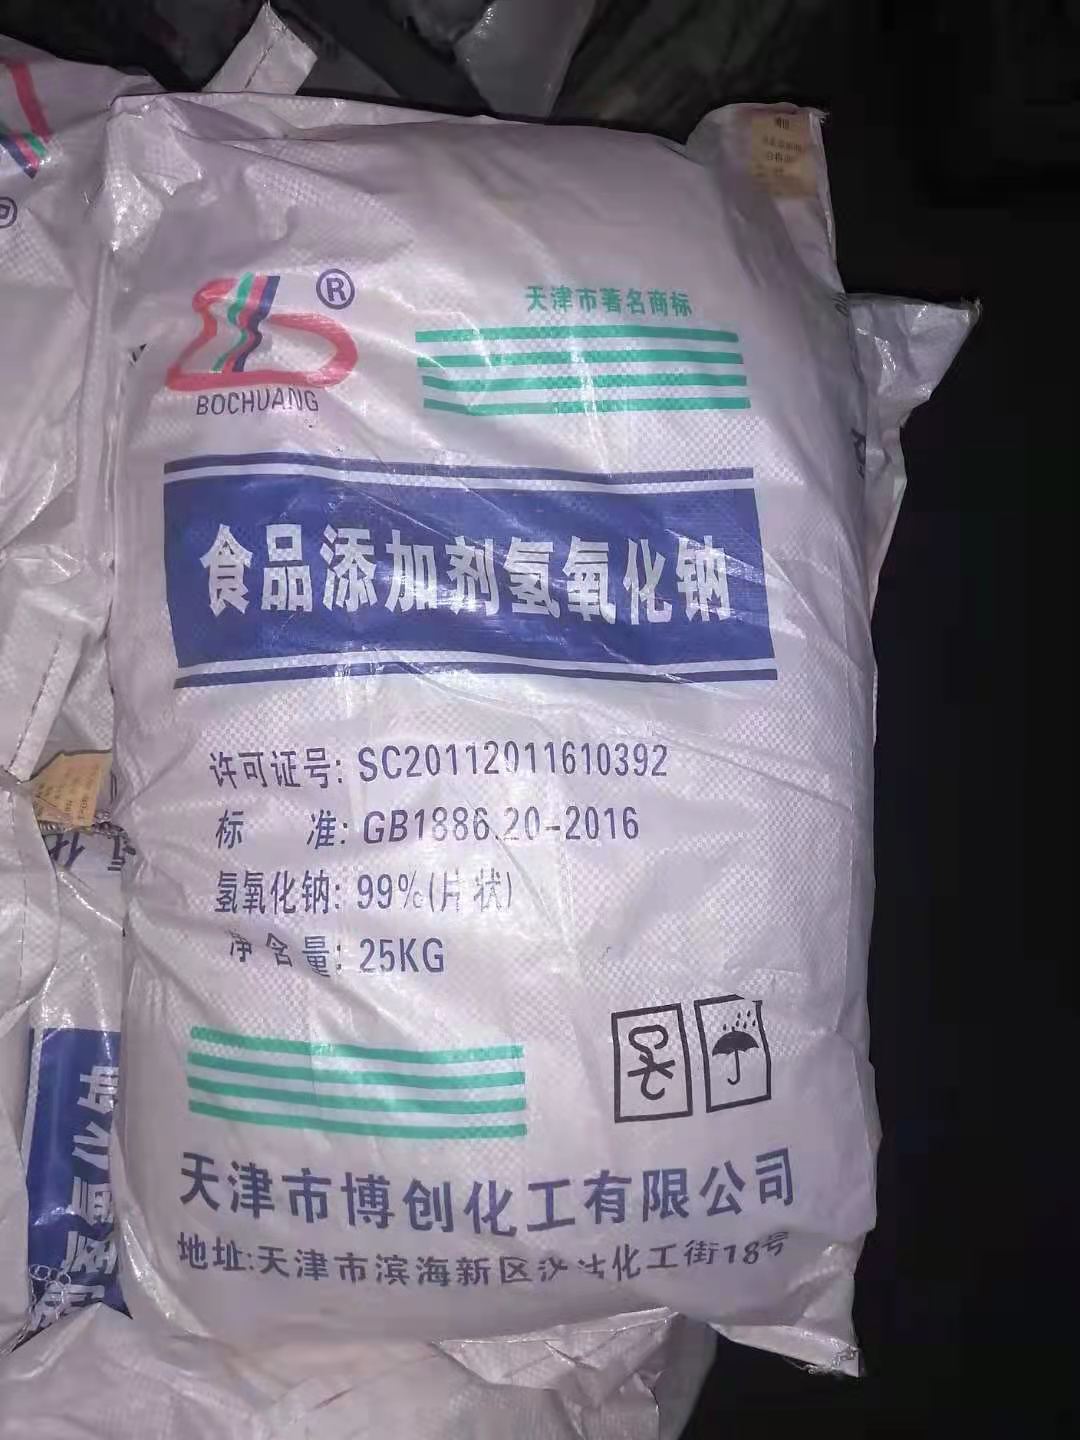 ®
BOCHUANG
天津市著名商标
食品添加剂氢氧化钠
许可证号: SC20112011610392
标 准: GB1886.20-2016
氢氧化钠: 99%(片状)
净含量: 25KG
天津市博创化工有限公司
地址:天津市滨海新区汉沽化工街18号